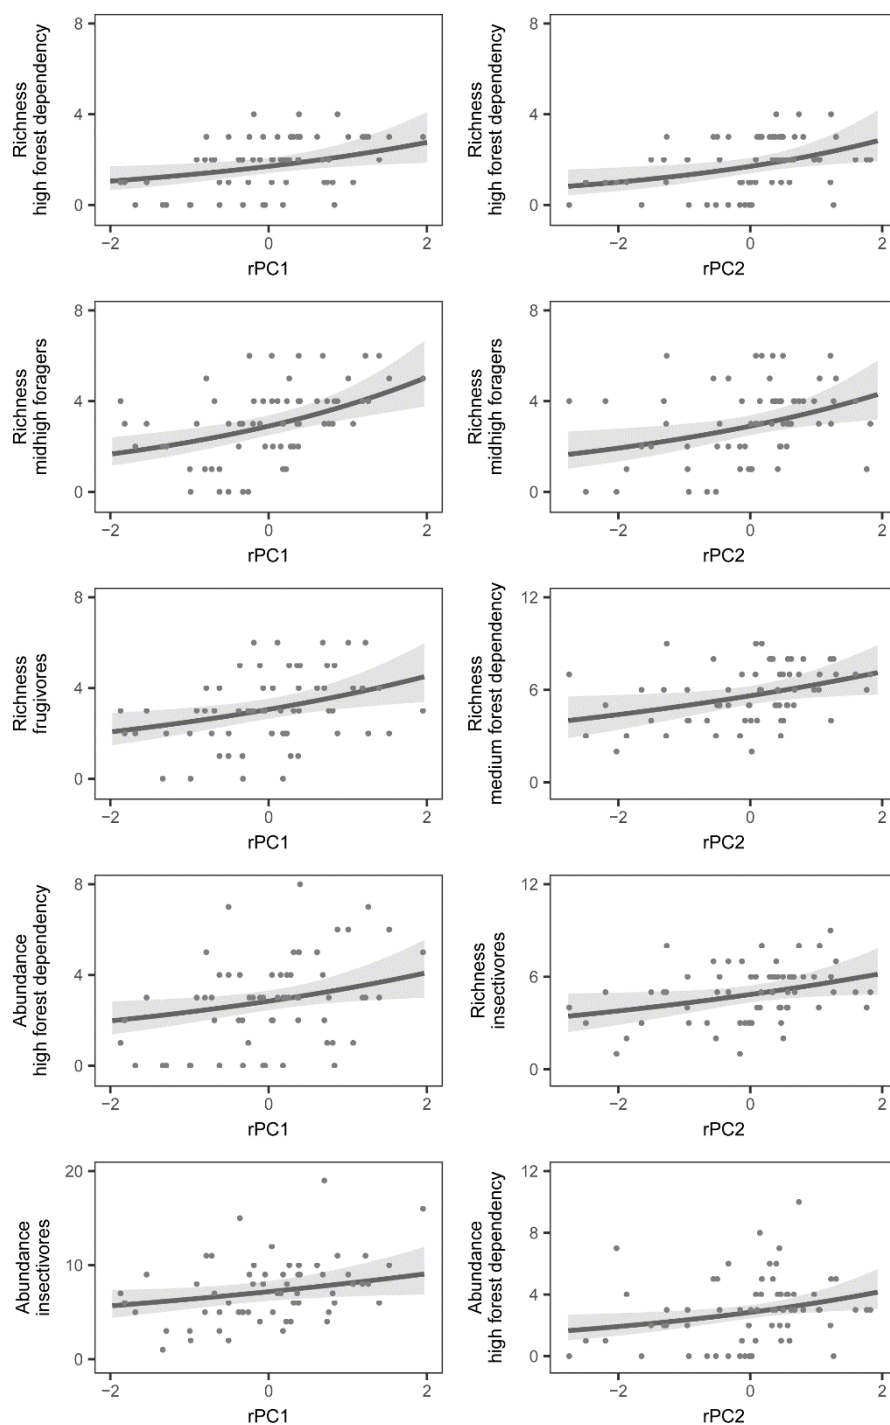 Richness
high forest dependency
8
4
0
−2
0
2
rPC1
Richness
high forest dependency
8
4
0
−2
0
2
rPC2
Richness
midhigh foragers
8
4
0
−2
0
2
rPC1
Richness
midhigh foragers
8
4
0
−2
0
2
rPC2
Richness
frugivores
8
4
0
−2
0
2
rPC1
Richness
medium forest dependency
12
6
0
−2
0
2
rPC2
Abundance
high forest dependency
8
4
0
−2
0
2
rPC1
Richness
insectivores
12
6
0
−2
0
2
rPC2
Abundance
insectivores
20
10
0
−2
0
2
rPC1
Abundance
high forest dependency
12
8
4
0
−2
0
2
rPC2